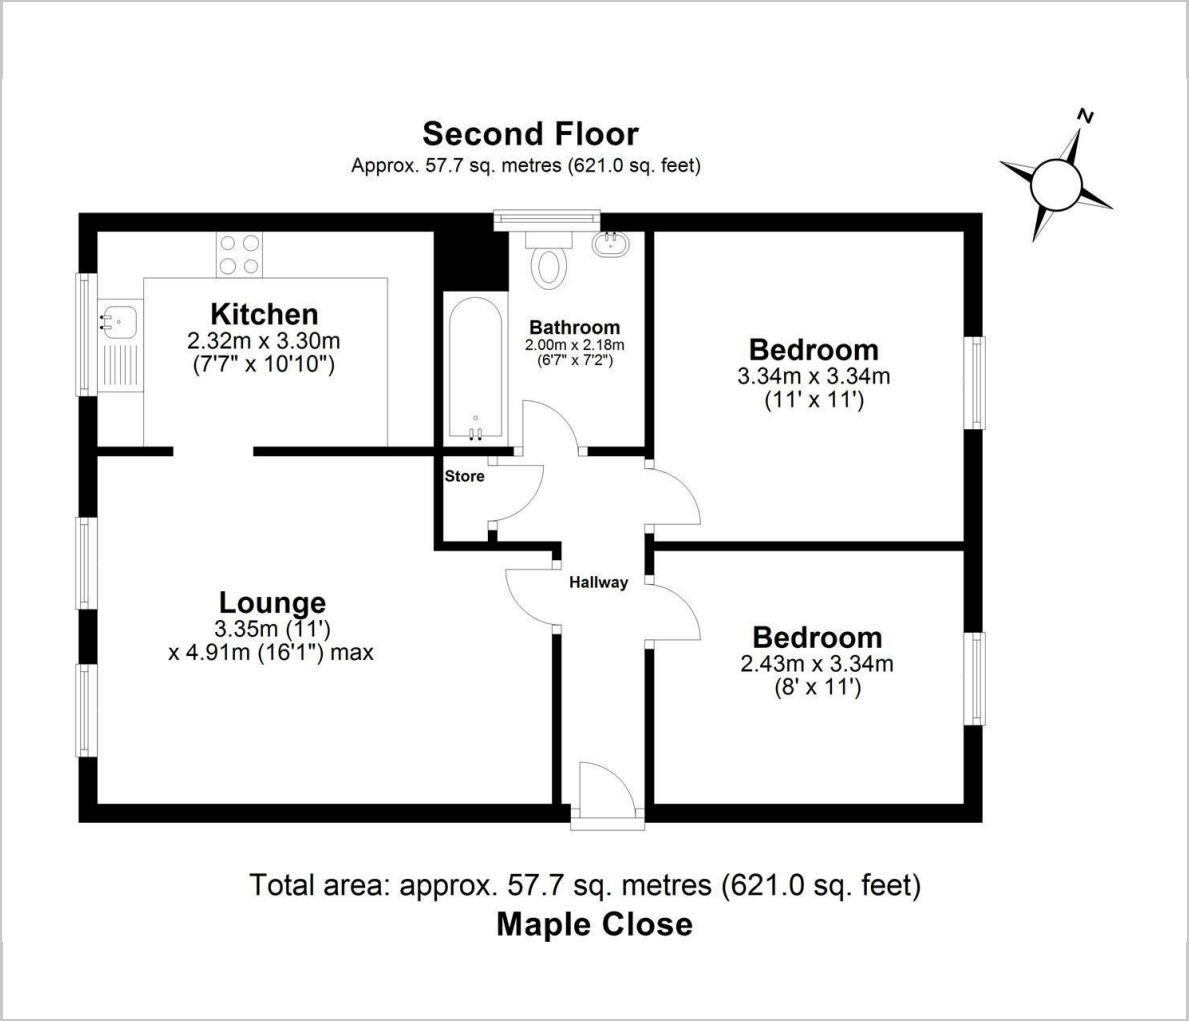 Second Floor
Approx. 57.7 sq. metres (621.0 sq. feet)
N
Kitchen
2.32m x 3.30m
(7'7" x 10'10")
Bathroom
2.00m x 2.18m
(6'7" x 7'2")
Bedroom
3.34m x 3.34m
(11' x 11')
Store
Hallway
Lounge
3.35m (11')
x 4.91m (16'1") max
Bedroom
2.43m x 3.34m
(8' x 11')
Total area: approx. 57.7 sq. metres (621.0 sq. feet)
Maple Close